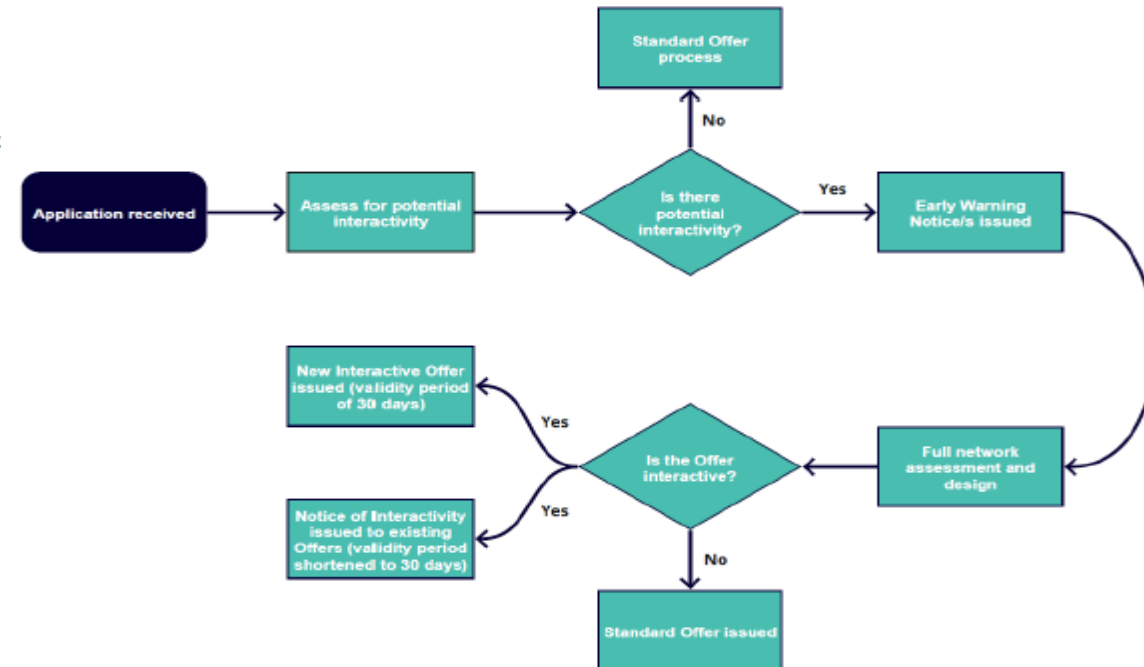 Standard Offer
process
No
Application received
Assess for potential
interactivity
Is there
potential
interactivity?
Yes
Early Warning
Notice/s issued
New Interactive Offer
issued (validity period
of 30 days)
Yes
Is the Offer
interactive?
Full network
assessment and
design
Yes
Notice of Interactivity
issued to existing
Offers (validity period
shortened to 30 days)
No
Standard Offer issued